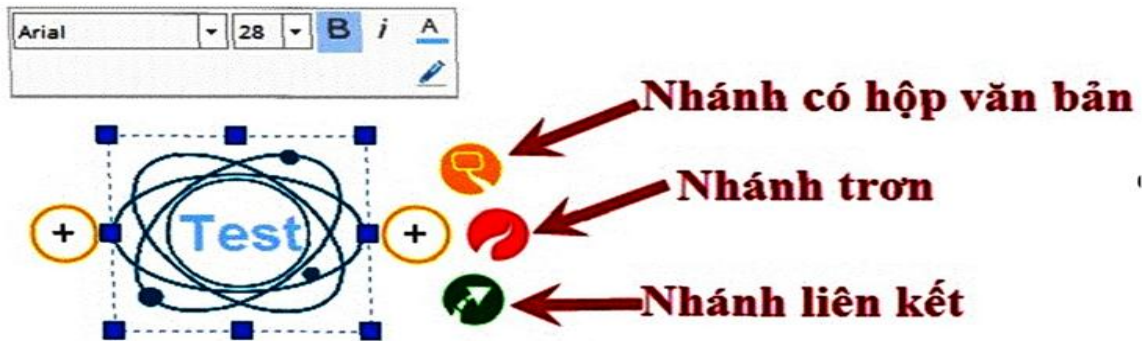 Arial 28 B i A
Nhánh có hộp văn bản
Nhánh trơn
+ Test +
Nhánh liên kết